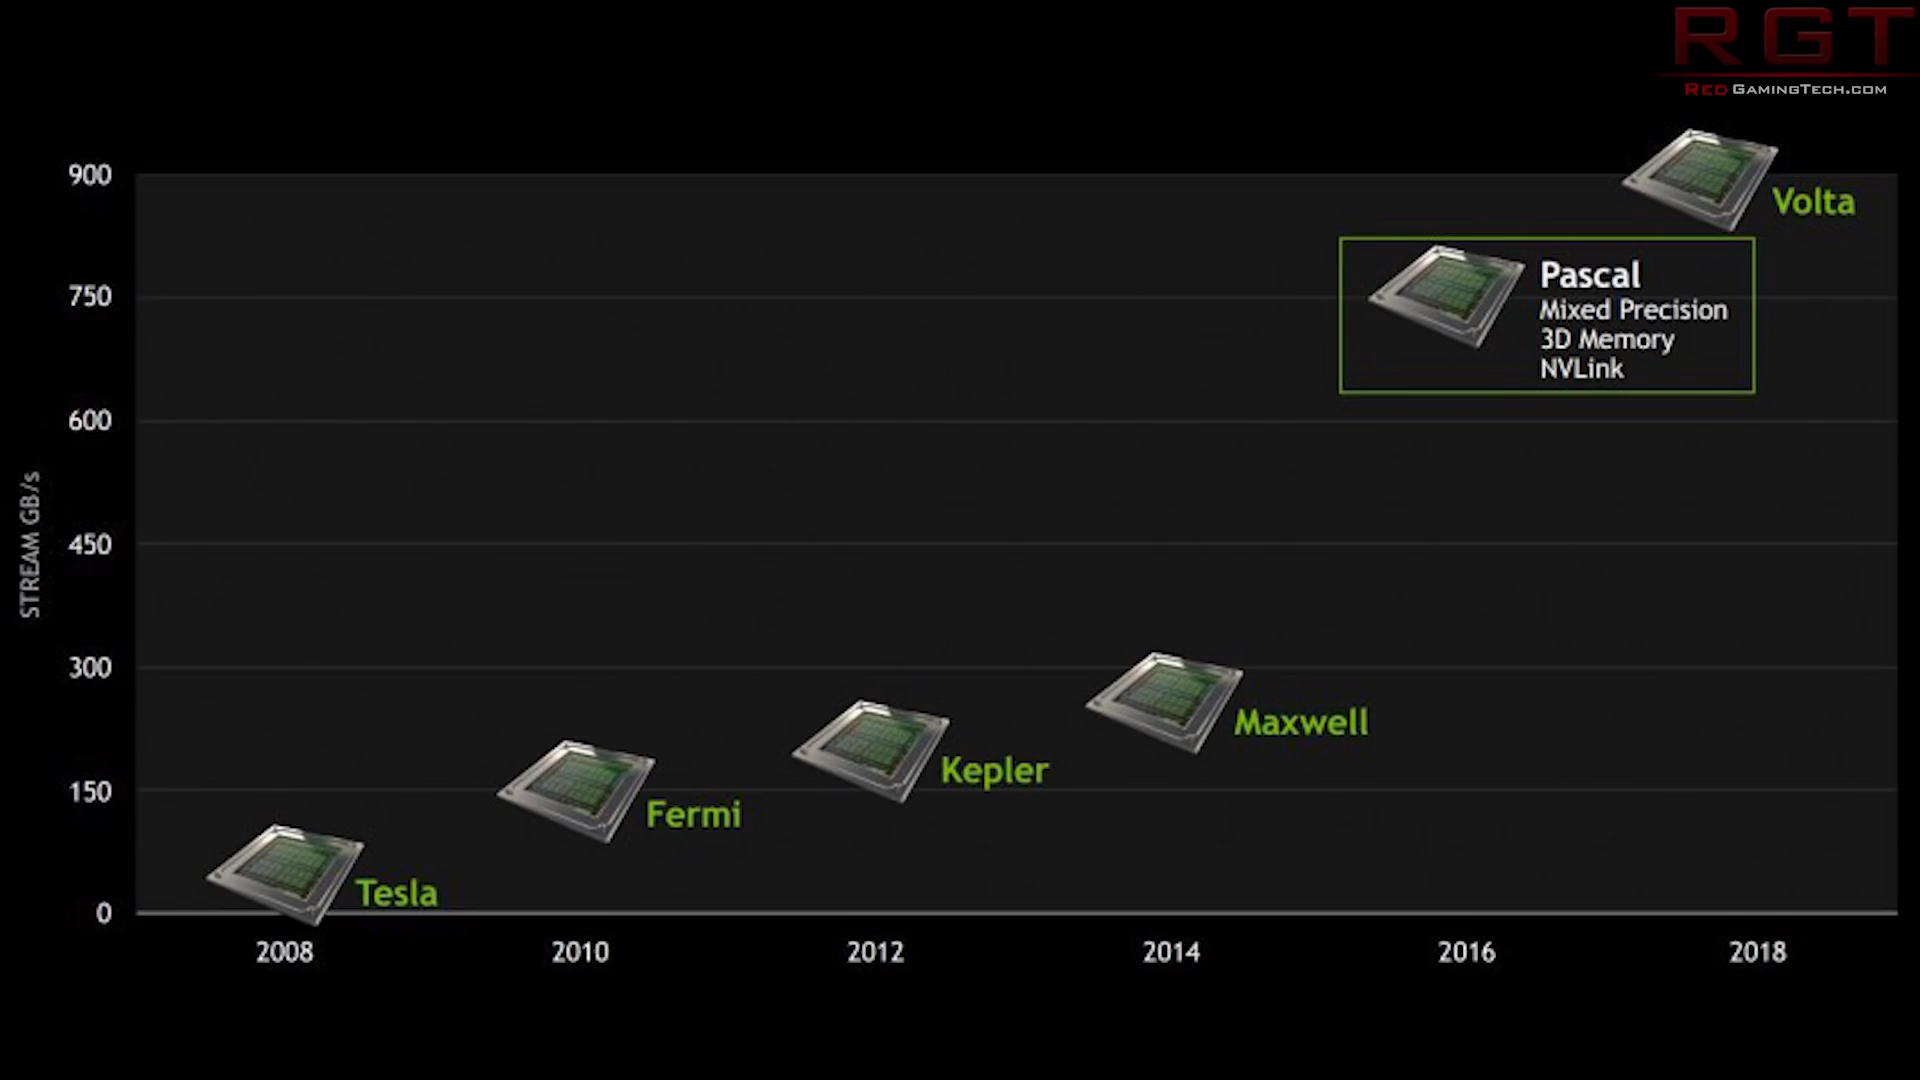 RGT
RED GAMINGTECH.COM
900
750
600
450
300
150
0
STREAM GB/s
Volta
Pascal
Mixed Precision
3D Memory
NVLink
Maxwell
Kepler
Fermi
Tesla
2008
2010
2012
2014
2016
2018